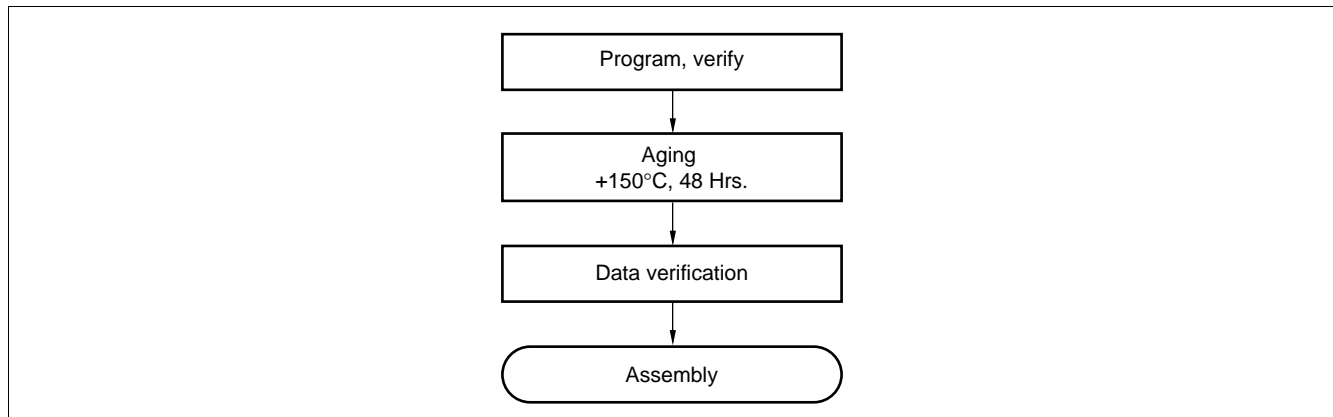 Program, verify
Aging
+150°C, 48 Hrs.
Data verification
Assembly